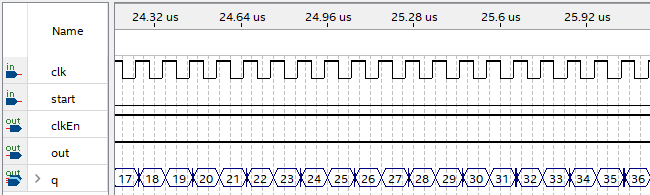 Name
24.32 us 24.64 us 24.96 us 25.28 us 25.6 us 25.92 us
in clk
in start
out clkEn
out out
out q 17 18 19 20 21 22 23 24 25 26 27 28 29 30 31 32 33 34 35 36